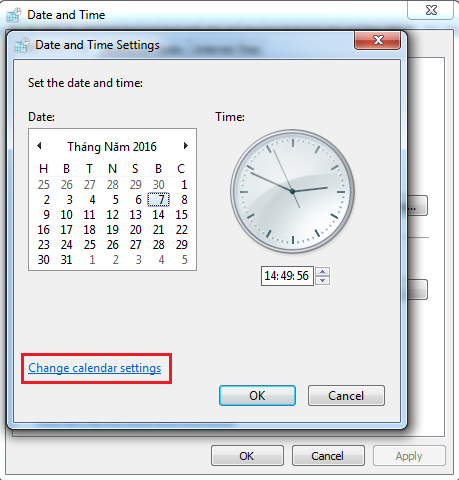 Date and Time
Date and Time Settings
Set the date and time:
Date:
Time:
Tháng Năm 2016
H B T N S B C
25 26 27 28 29 30 1
2 3 4 5 6 7 8
9 10 11 12 13 14 15
16 17 18 19 20 21 22
23 24 25 26 27 28 29
30 31 1 2 3 4 5
14:49:56
Change calendar settings
OK Cancel
OK Cancel Apply